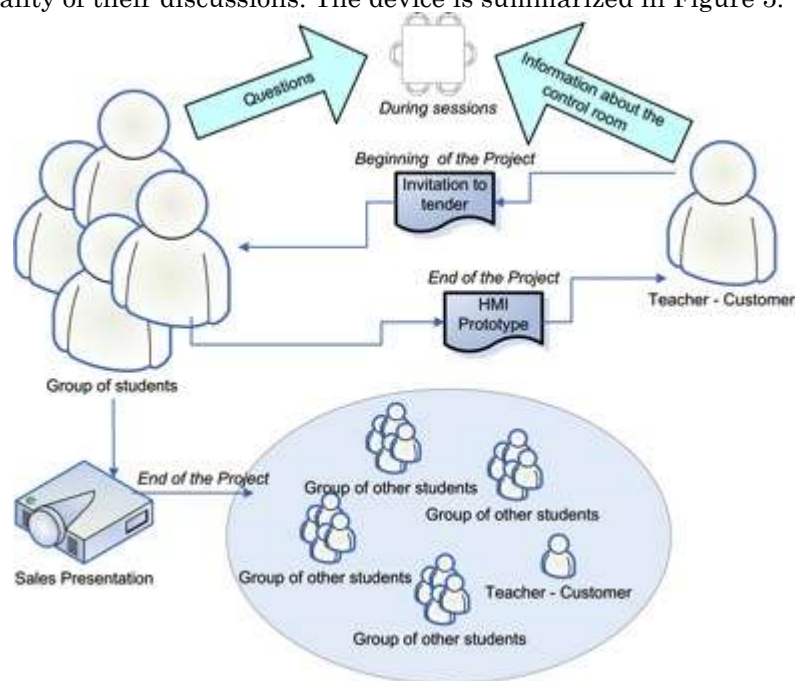 ality of their discussions. The device is summarized in Figure 5.
Questions
During sessions
Information about the
control room
Beginning of the Project
Invitation to
tender
End of the Project
HMI
Prototype
Teacher - Customer
Group of students
End of the Project
Sales Presentation
Group of other students
Group of other students
Group of other students
Teacher - Customer
Group of other students